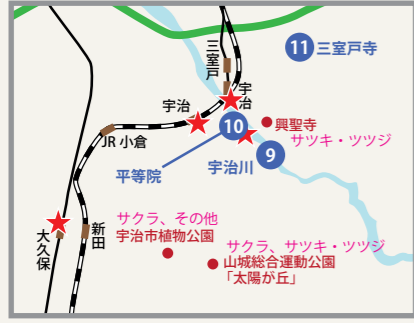 三室戸
11 三室戸寺
宇治
宇治
10
興聖寺
サツキ・ツツジ
JR 小倉
平等院
宇治川
9
大久保
新田
サクラ、その他
宇治市植物公園
サクラ、サツキ・ツツジ
山城総合運動公園
「太陽が丘」